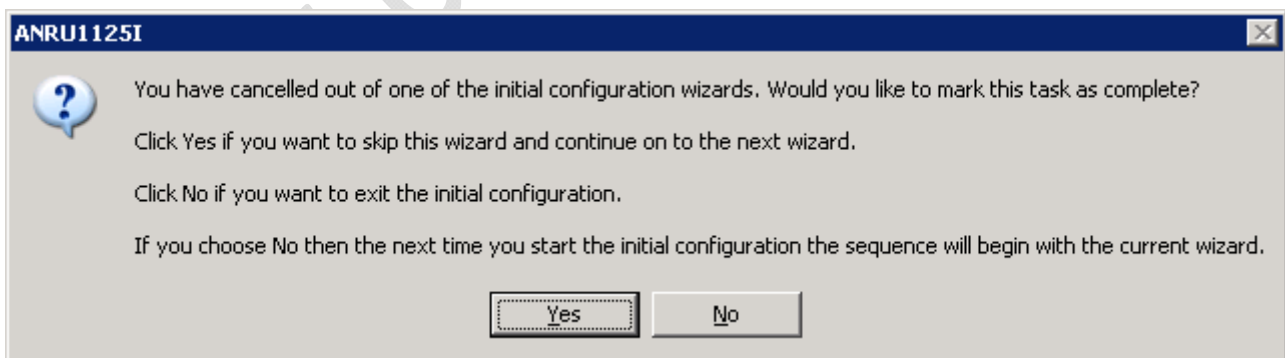 ANRU1125I
You have cancelled out of one of the initial configuration wizards. Would you like to mark this task as complete?
Click Yes if you want to skip this wizard and continue on to the next wizard.
Click No if you want to exit the initial configuration.
If you choose No then the next time you start the initial configuration the sequence will begin with the current wizard.
Yes No